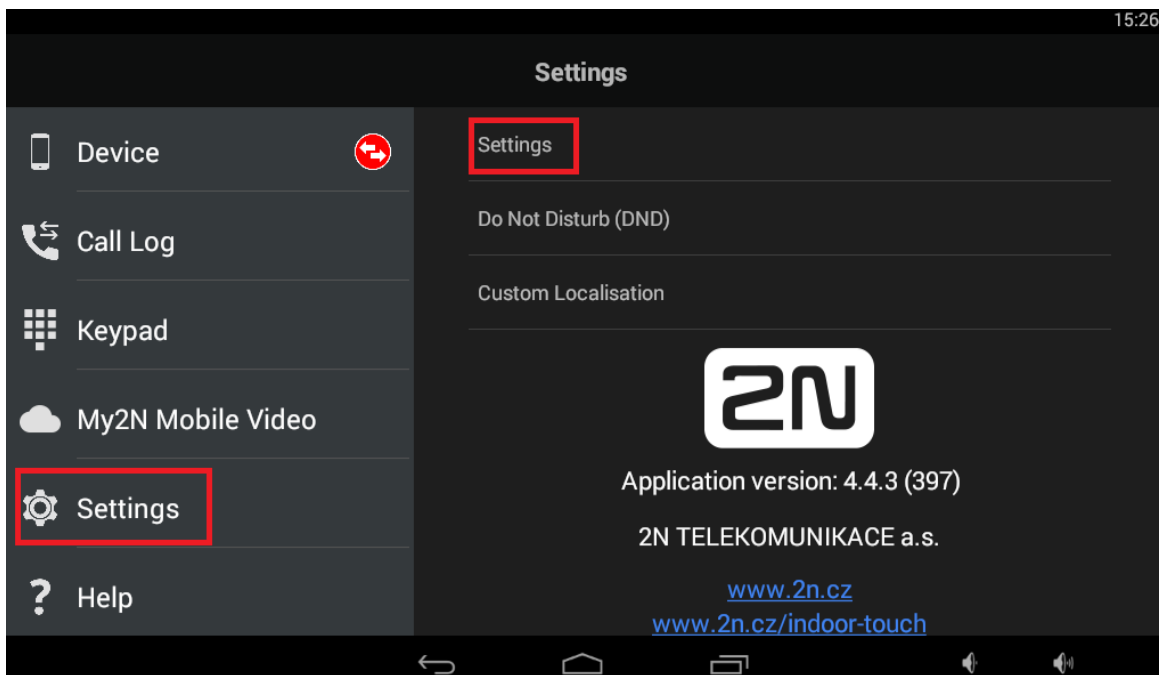 15:26
Settings
Device
Call Log
Keypad
My2N Mobile Video
Settings
Help
Settings
Do Not Disturb (DND)
Custom Localisation
2N
Application version: 4.4.3 (397)
2N TELEKOMUNIKACE a.s.
www.2n.cz
www.2n.cz/indoor-touch